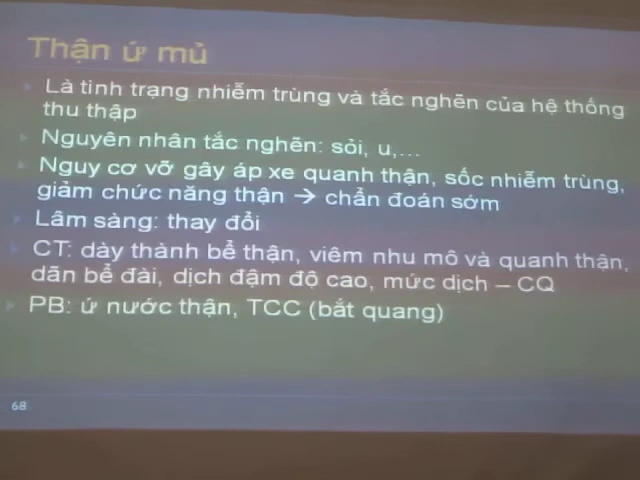 Thận ứ mủ
Là tình trạng nhiễm trùng và tắc nghẽn của hệ thống
thu thập
Nguyên nhân tắc nghẽn: sỏi, u,...
Nguy cơ vỡ gây áp xe quanh thận, sốc nhiễm trùng,
giảm chức năng thận → chẩn đoán sớm
Lâm sàng: thay đổi
CT: dày thành bể thận, viêm nhu mô và quanh thận,
dãn bể đài, dịch đậm độ cao, mức dịch – CQ
PB: ứ nước thận, TCC (bắt quang)
68